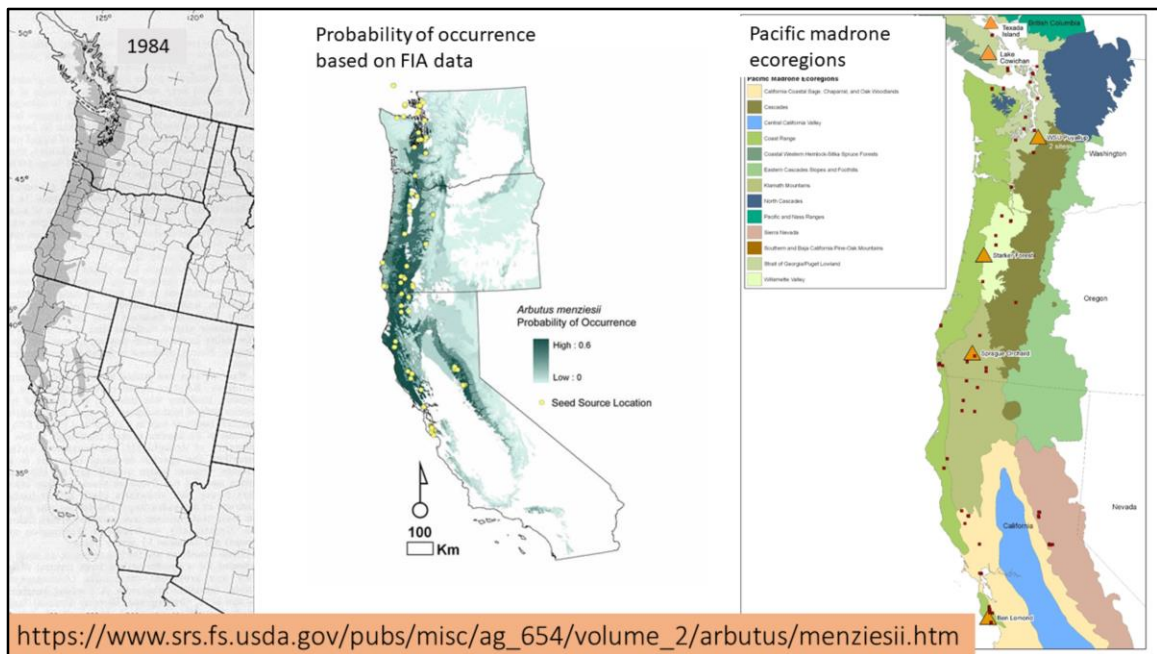 125°
120°
50°
1984
45°
40°
35°
Probability of occurrence
based on FIA data
Arbutus menziesii
Probability of Occurrence
High : 0.6
Low : 0
Seed Source Location
100
Km
Pacific madrone
ecoregions
Pacific Madrone Ecoregions
California Coastal Sage, Chaparral, and Oak Woodlands
Cascades
Central California Valley
Coast Range
Coastal Western Hemlock-Sitka Spruce Forests
Eastern Cascades Slopes and Foothills
Klamath Mountains
North Cascades
Pacific and Nass Ranges
Sierra Nevada
Southern and Baja California Pine-Oak Mountains
Strait of Georgia/Puget Lowland
Willamette Valley
British Columbia
Texada
Island
Lake
Cowichan
WSU Puyallup
2 sites
Washington
Starker Forest
Oregon
Sprague Orchard
Nevada
California
Ben Lomond
https://www.srs.fs.usda.gov/pubs/misc/ag_654/volume_2/arbutus/menziesii.htm